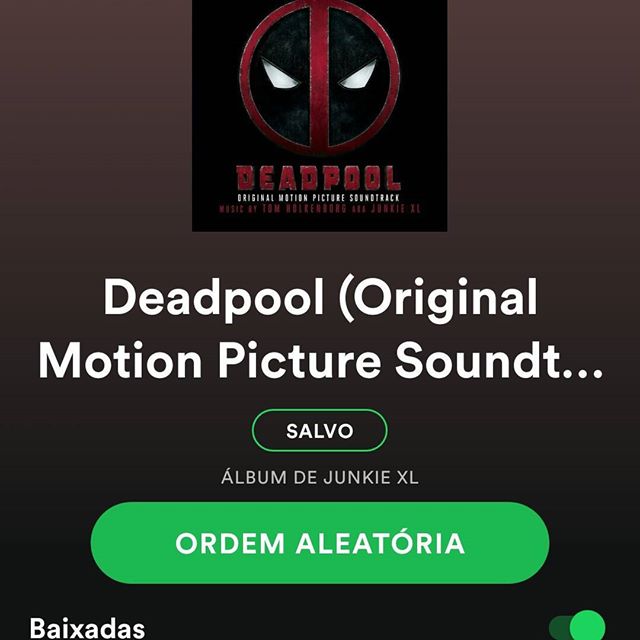 DEADPOOL
ORIGINAL MOTION PICTURE SOUNDTRACK
MUSIC BY TOM HOLKENBORG AKA JUNKIE XL
Deadpool (Original
Motion Picture Soundt...
SALVO
ÁLBUM DE JUNKIE XL
ORDEM ALEATÓRIA
Baixadas